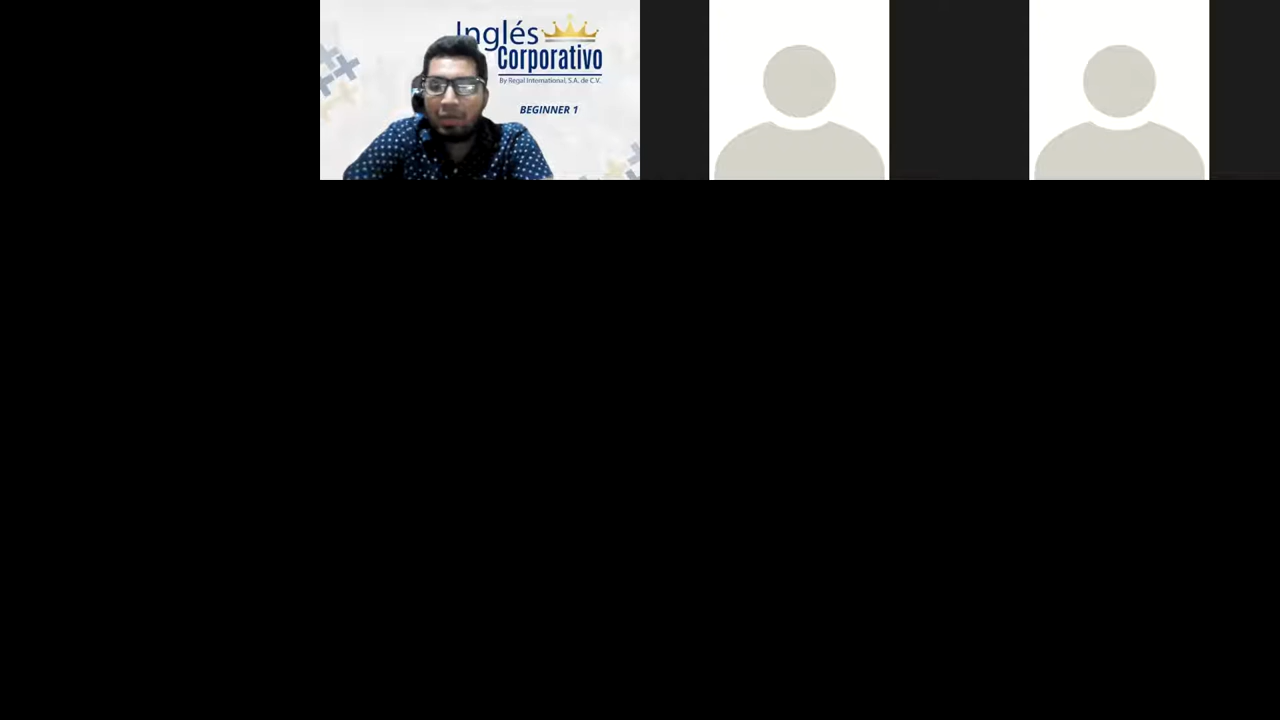 Inglés
Corporativo
By Regal International, S.A. de C.V.
BEGINNER 1